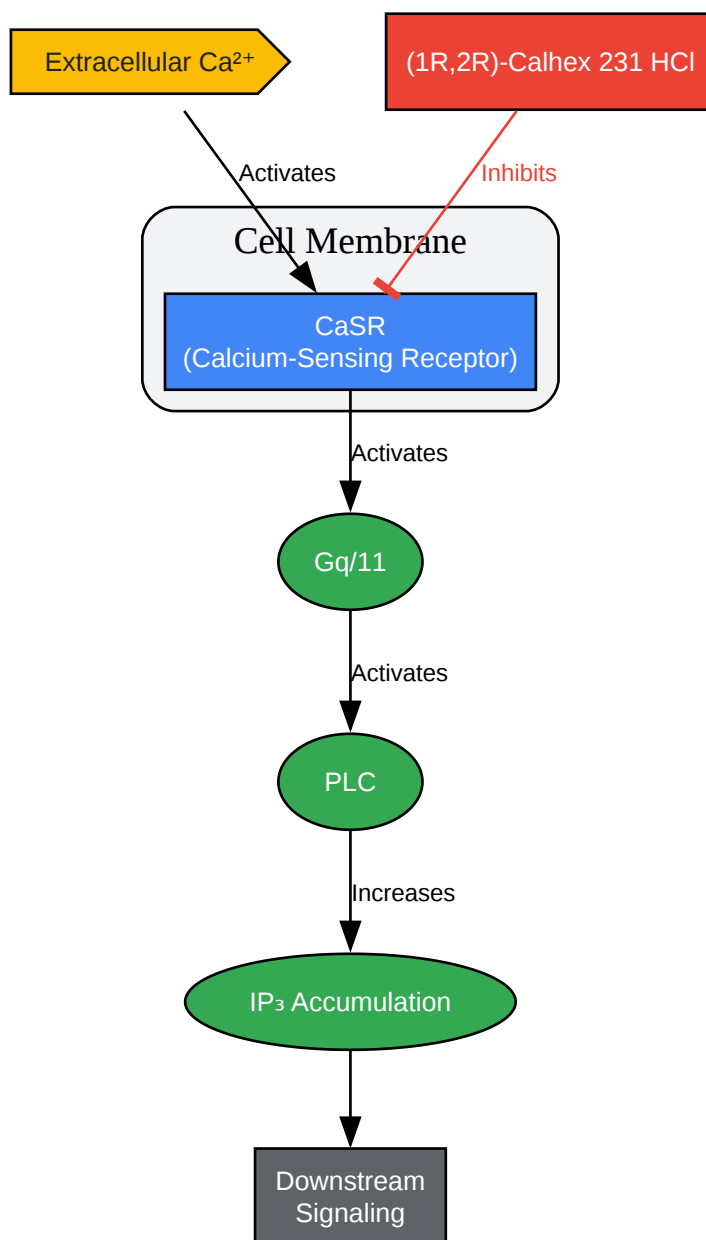 Extracellular Ca²⁺
(1R,2R)-Calhex 231 HCl
Activates
Inhibits
Cell Membrane
CaSR
(Calcium-Sensing Receptor)
Activates
Gq/11
Activates
PLC
Increases
IP₃ Accumulation
Downstream
Signaling